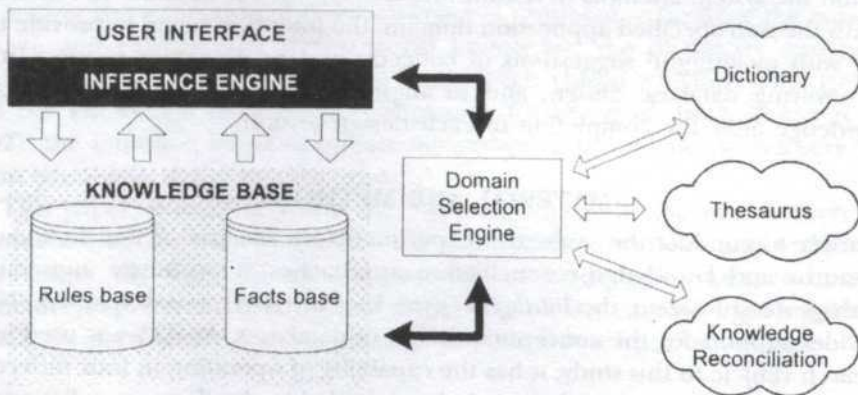 USER INTERFACE
INFERENCE ENGINE
KNOWLEDGE BASE
Rules base
Facts base
Domain
Selection
Engine
Dictionary
Thesaurus
Knowledge
Reconciliation